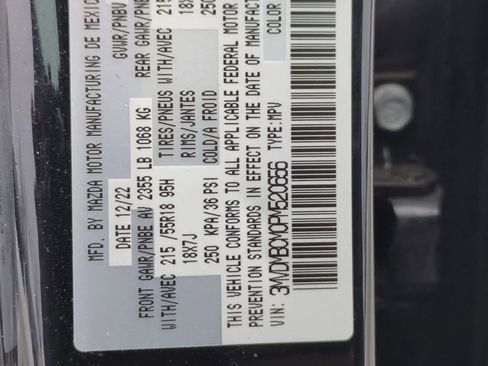 MFD. BY MAZDA MOTOR MANUFACTURING DE MEXICO
DATE 12/22 GVWR/PNBV
FRONT GAWR/PNBE AV 2355 LB 1068 KG REAR GAWR/PNBE
WITH/AVEC 215/55R18 95H TIRES/PNEUS WITH/AVEC 215
18X7J RIMS/JANTES 18X
250 KPA/36 PSI COLD/A FROID 250
THIS VEHICLE CONFORMS TO ALL APPLICABLE FEDERAL MOTOR
PREVENTION STANDARDS IN EFFECT ON THE DATE OF MANUFACT
VIN: TYPE: MPV COLOR